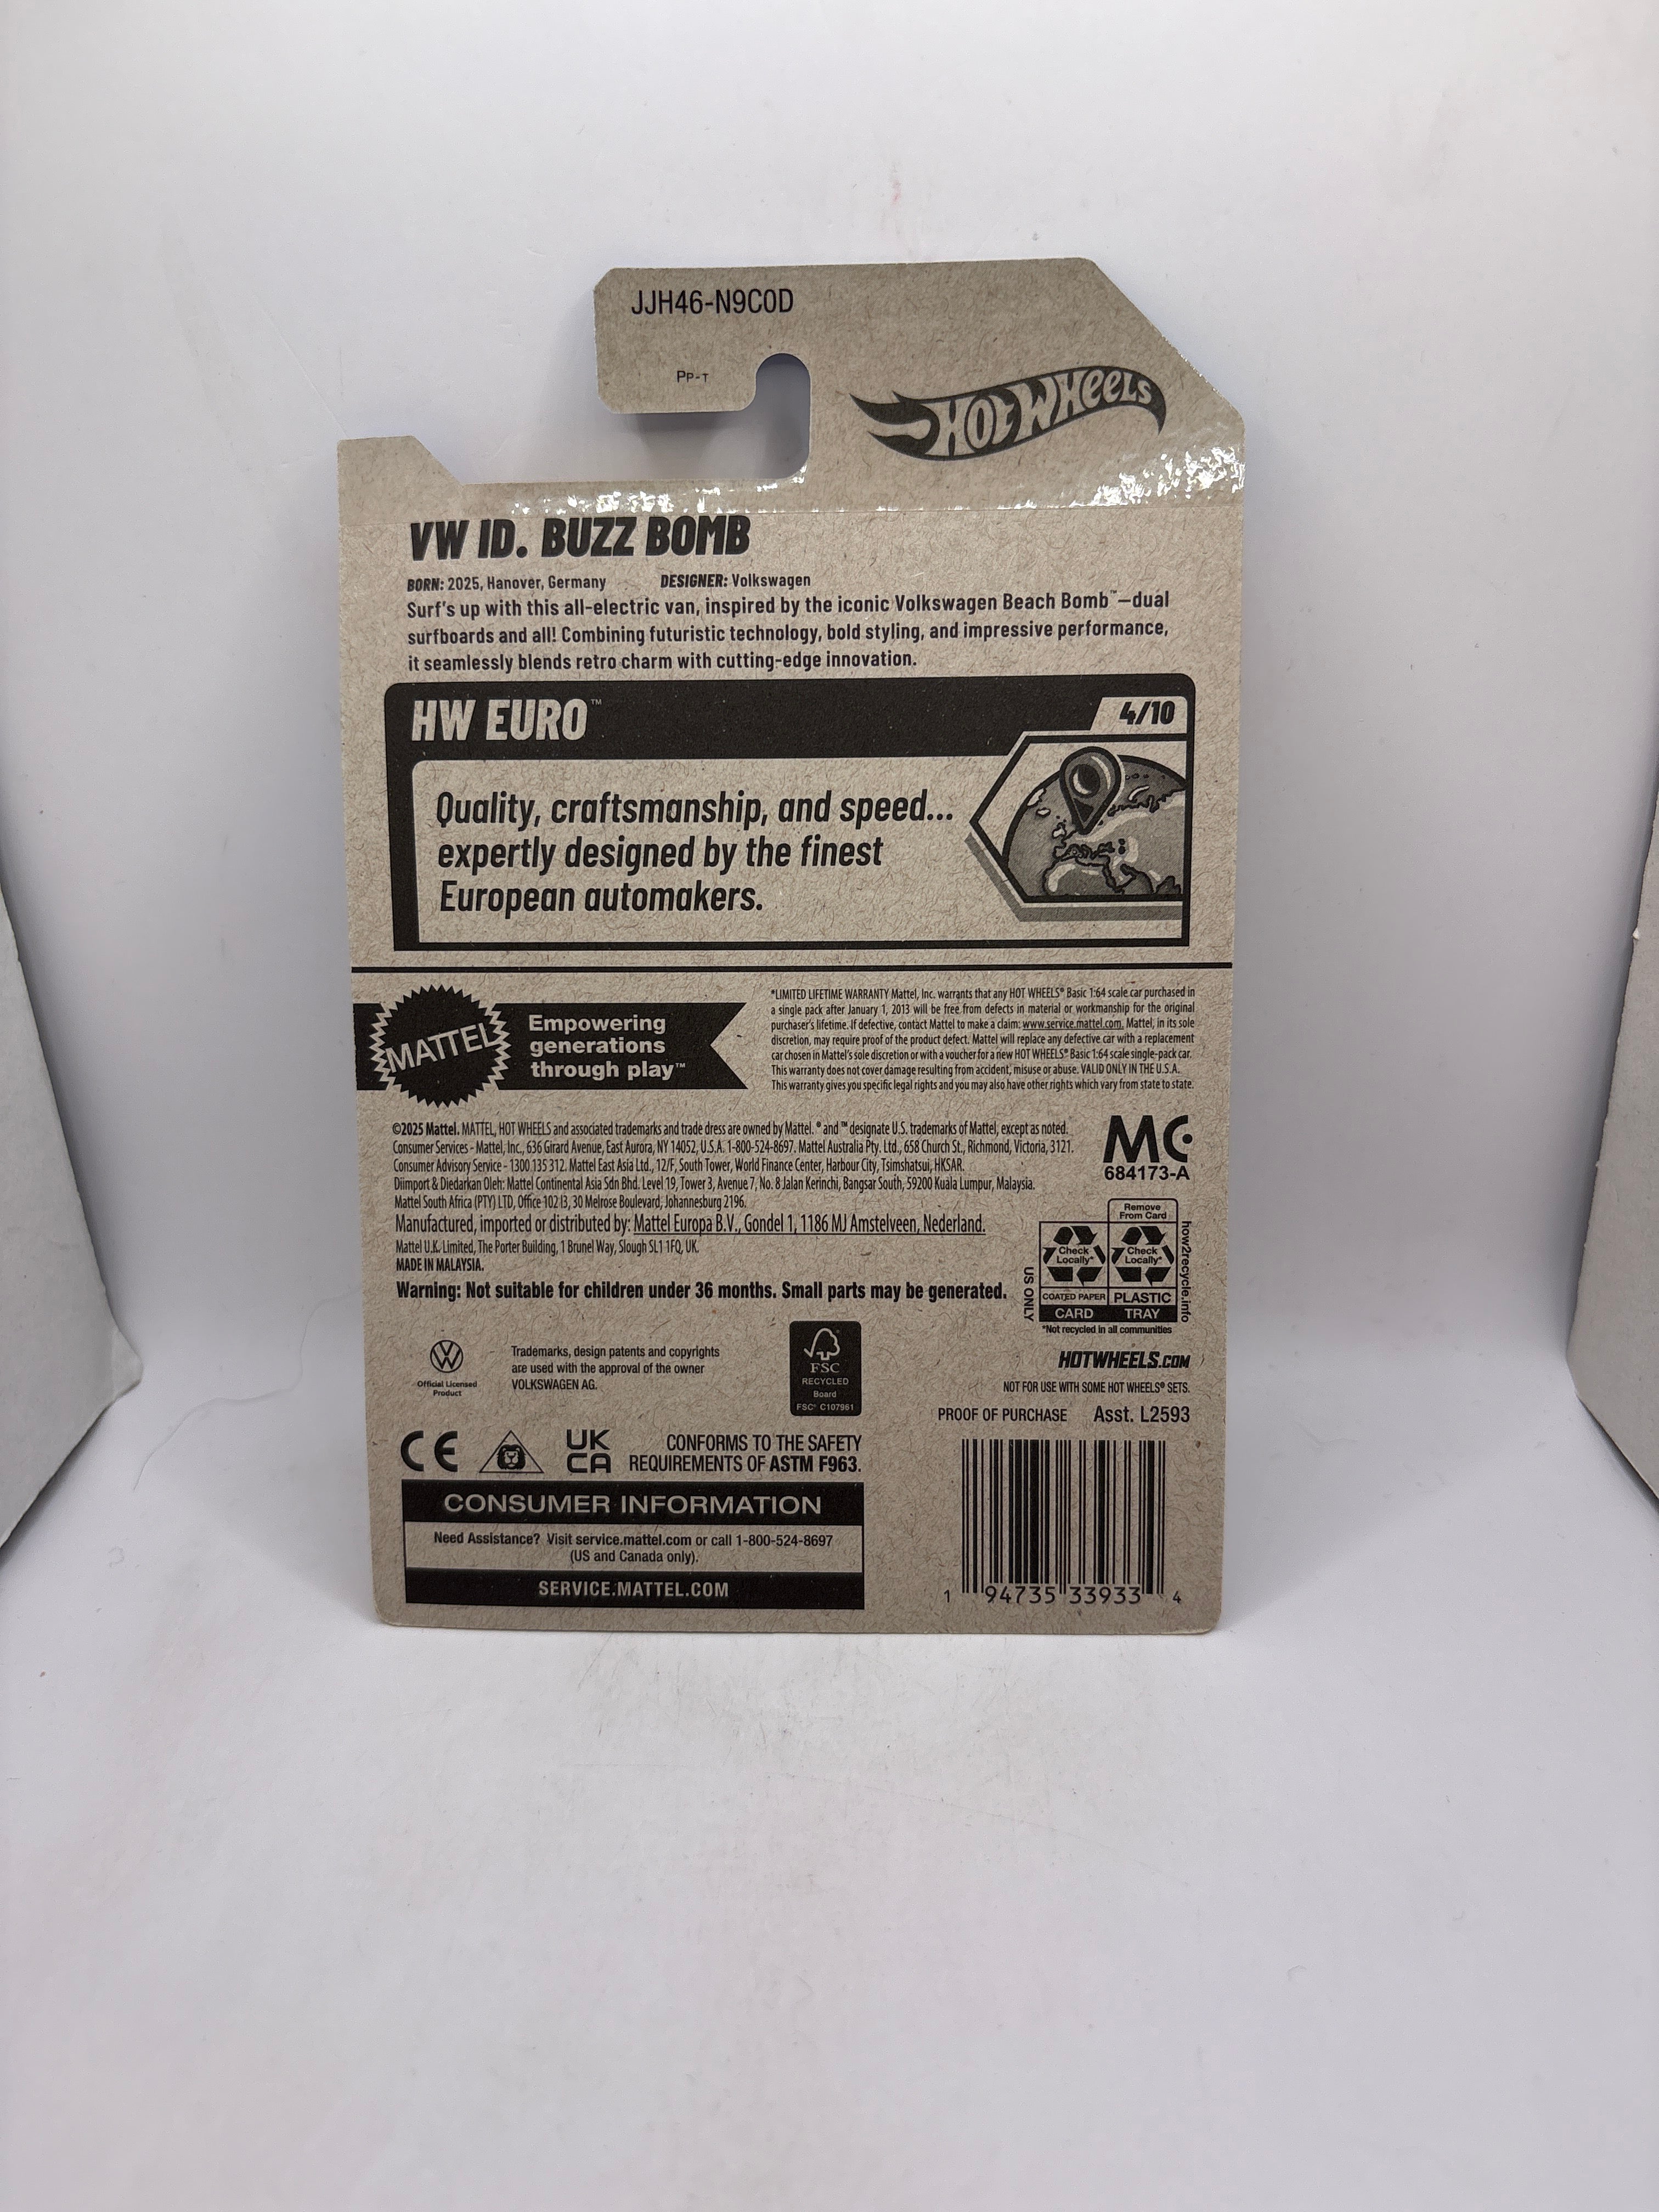 JJH46-N9C0D
PP-T
HOT WHEELS
VW ID. BUZZ BOMB
BORN: 2025, Hanover, Germany DESIGNER: Volkswagen
Surf's up with this all-electric van, inspired by the iconic Volkswagen Beach Bomb™—dual
surfboards and all! Combining futuristic technology, bold styling, and impressive performance,
it seamlessly blends retro charm with cutting-edge innovation.
HW EURO™
4/10
Quality, craftsmanship, and speed...
expertly designed by the finest
European automakers.
MATTEL
Empowering
generations
through play™
*LIMITED LIFETIME WARRANTY Mattel, Inc. warrants that any HOT WHEELS® Basic 1:64 scale car purchased in
a single pack after January 1, 2013 will be free from defects in material or workmanship for the original
purchaser's lifetime. If defective, contact Mattel to make a claim: www.service.mattel.com. Mattel, in its sole
discretion, may require proof of the product defect. Mattel will replace any defective car with a replacement
car chosen in Mattel's sole discretion or with a voucher for a new HOT WHEELS® Basic 1:64 scale single-pack car.
This warranty does not cover damage resulting from accident, misuse or abuse. VALID ONLY IN THE U.S.A.
This warranty gives you specific legal rights and you may also have other rights which vary from state to state.
©2025 Mattel. MATTEL, HOT WHEELS and associated trademarks and trade dress are owned by Mattel. ® and ™ designate U.S. trademarks of Mattel, except as noted.
Consumer Services - Mattel, Inc., 636 Girard Avenue, East Aurora, NY 14052, U.S.A. 1-800-524-8697. Mattel Australia Pty. Ltd., 658 Church St., Richmond, Victoria, 3121.
Consumer Advisory Service - 1300 135 312. Mattel East Asia Ltd., 12/F, South Tower, World Finance Center, Harbour City, Tsimshatsui, HKSAR.
Diimport & Diedarkan Oleh: Mattel Continental Asia Sdn Bhd. Level 19, Tower 3, Avenue 7, No. 8 Jalan Kerinchi, Bangsar South, 59200 Kuala Lumpur, Malaysia.
Mattel South Africa (PTY) LTD, Office 102 I3, 30 Melrose Boulevard, Johannesburg 2196.
Manufactured, imported or distributed by: Mattel Europa B.V., Gondel 1, 1186 MJ Amstelveen, Nederland.
Mattel U.K. Limited, The Porter Building, 1 Brunel Way, Slough SL1 1FQ, UK.
MADE IN MALAYSIA.
Warning: Not suitable for children under 36 months. Small parts may be generated.
MC
684173-A
Remove
From Card
Check
Locally*
Check
Locally*
COATED PAPER
PLASTIC
CARD
TRAY
US ONLY
how2recycle.info
*Not recycled in all communities
VW
Official Licensed
Product
Trademarks, design patents and copyrights
are used with the approval of the owner
VOLKSWAGEN AG.
FSC
RECYCLED
Board
FSC® C107961
HOTWHEELS.COM
NOT FOR USE WITH SOME HOT WHEELS® SETS.
PROOF OF PURCHASE Asst. L2593
CE
UK
CA
CONFORMS TO THE SAFETY
REQUIREMENTS OF ASTM F963.
CONSUMER INFORMATION
Need Assistance? Visit service.mattel.com or call 1-800-524-8697
(US and Canada only).
SERVICE.MATTEL.COM
1 94735 33933 4